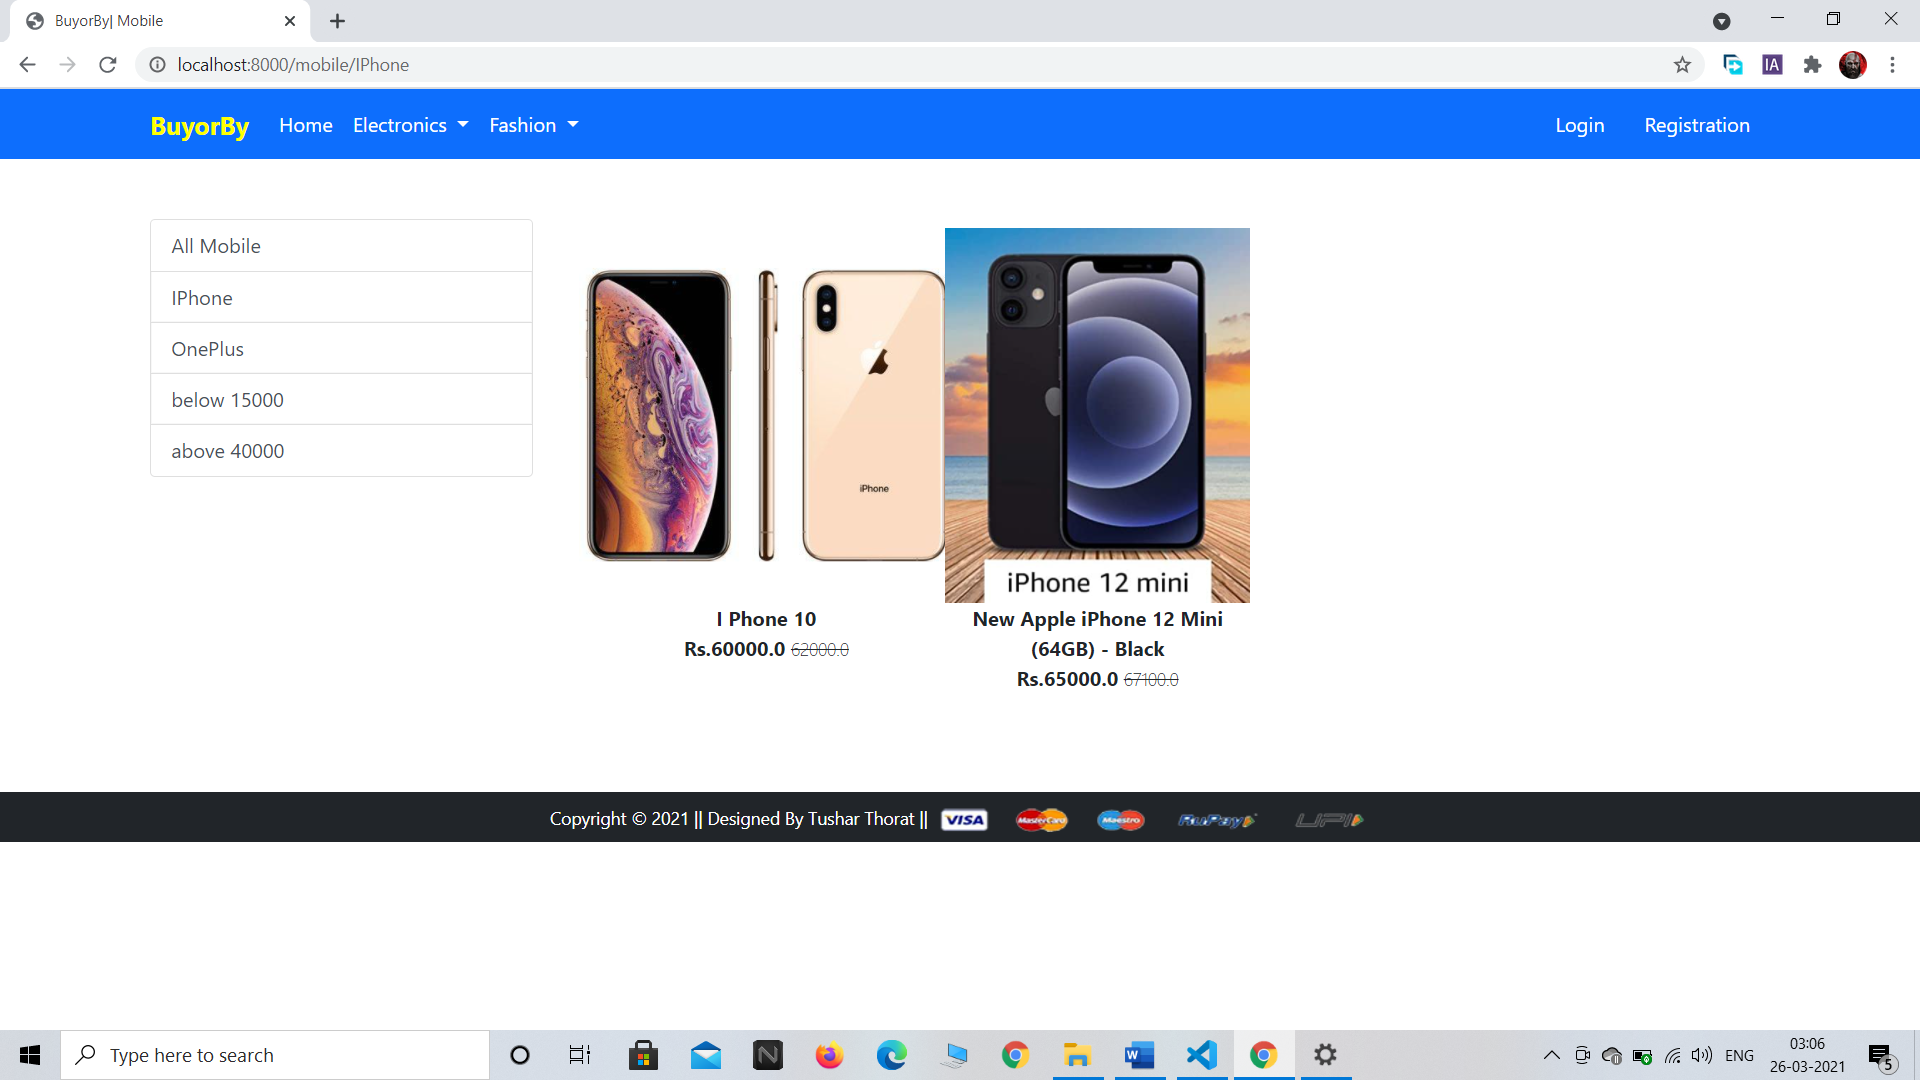 BuyorBy| Mobile
localhost:8000/mobile/IPhone
IA
BuyorBy Home Electronics Fashion Login Registration
All Mobile
IPhone
OnePlus
below 15000
above 40000
iPhone
iPhone 12 mini
I Phone 10
Rs.60000.0 62000.0
New Apple iPhone 12 Mini
(64GB) - Black
Rs.65000.0 67100.0
Copyright © 2021 || Designed By Tushar Thorat || VISA MasterCard Maestro RuPay UPI
Type here to search
N
W
ENG
03:06
26-03-2021
5